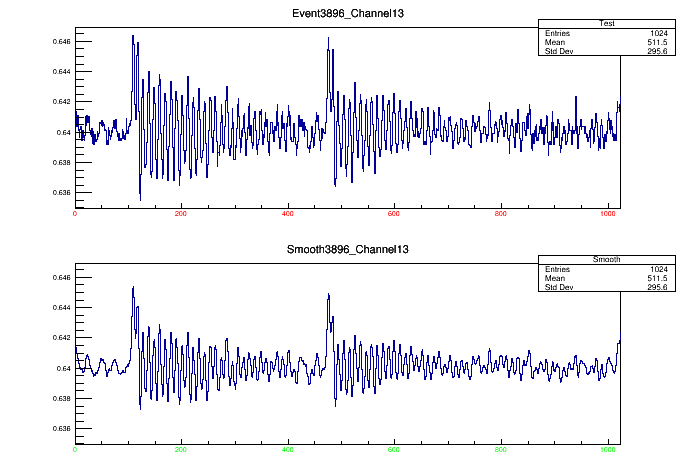 Event3896_Channel13
Test
Entries 1024
Mean 511.5
Std Dev 295.6
0.646
0.644
0.642
0.64
0.638
0.636
0 200 400 600 800 1000
Smooth3896_Channel13
Smooth
Entries 1024
Mean 511.5
Std Dev 295.6
0.646
0.644
0.642
0.64
0.638
0.636
0 200 400 600 800 1000